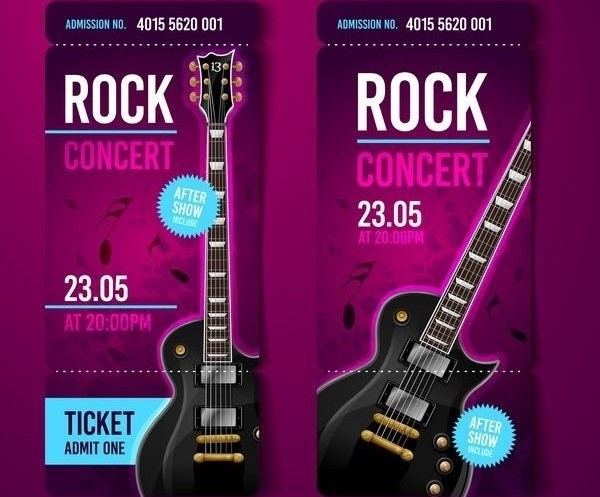 ADMISSION NO. 4015 5620 001
13
ROCK
CONCERT
AFTER
SHOW
INCLUDE
23.05
AT 20:00PM
TICKET
ADMIT ONE
ADMISSION NO. 4015 5620 001
ROCK
CONCERT
23.05
AT 20:00PM
AFTER
SHOW
INCLUDE